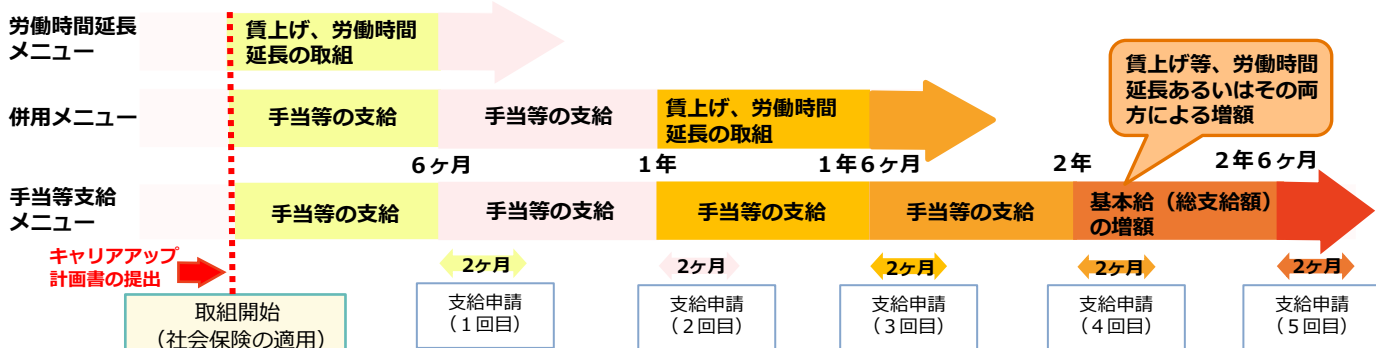 労働時間延長
メニュー
賃上げ、労働時間
延長の取組
賃上げ等、労働時間
延長あるいはその両
方による増額
併用メニュー
手当等の支給
手当等の支給
賃上げ、労働時間
延長の取組
6ヶ月
1年
1年6ヶ月
2年
2年6ヶ月
手当等支給
メニュー
手当等の支給
手当等の支給
手当等の支給
手当等の支給
基本給(総支給額)
の増額
キャリアアップ
計画書の提出
2ヶ月
2ヶ月
2ヶ月
2ヶ月
2ヶ月
取組開始
(社会保険の適用)
支給申請
(1回目)
支給申請
(2回目)
支給申請
(3回目)
支給申請
(4回目)
支給申請
(5回目)